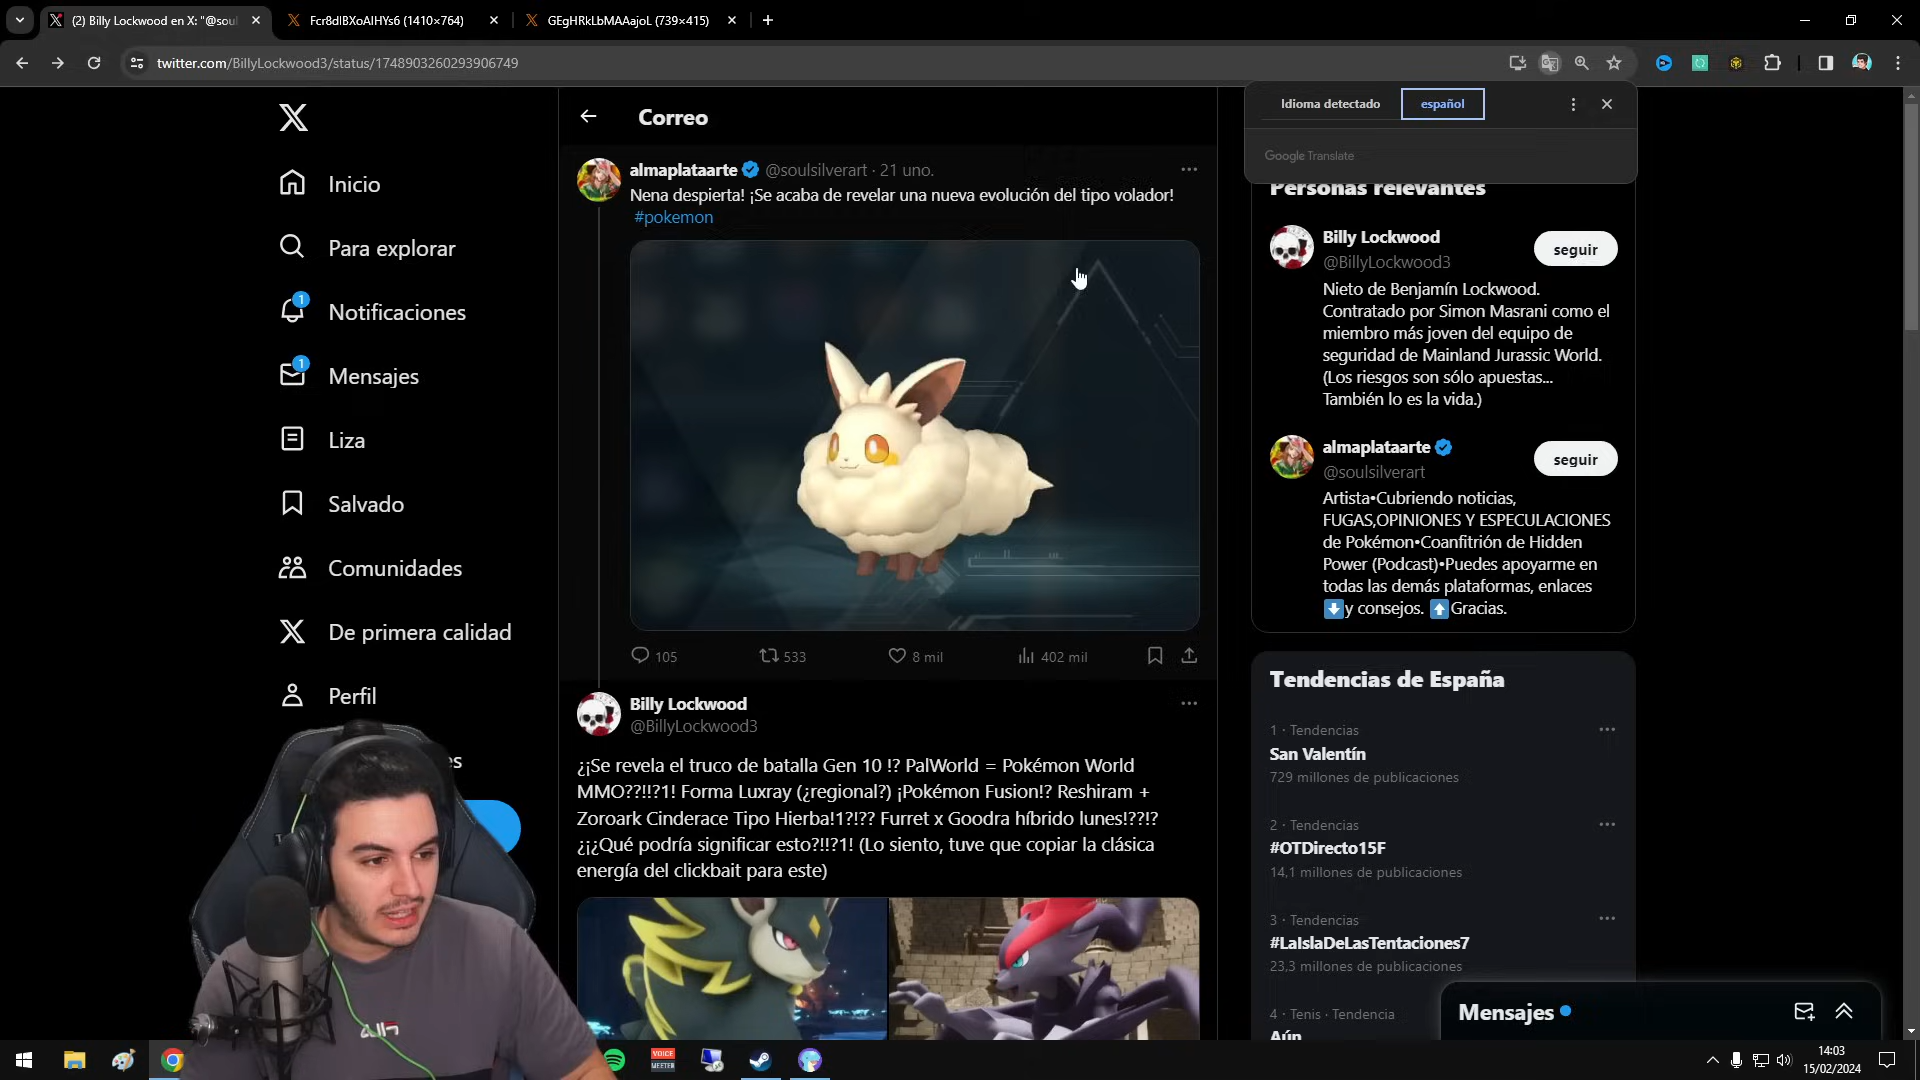 (2) Billy Lockwood en X: "@soul
Fcr8dlBXoAIHYs6 (1410×764)
GEgHRkLbMAAajoL (739×415)
twitter.com/BillyLockwood3/status/1748903260293906749
Idioma detectado
español
Google Translate
Inicio
Para explorar
1
Notificaciones
1
Mensajes
Liza
Salvado
Comunidades
De primera calidad
Perfil
es
Correo
almaplataarte @soulsilverart · 21 uno.
Nena despierta! ¡Se acaba de revelar una nueva evolución del tipo volador!
#pokemon
105
533
8 mil
402 mil
Billy Lockwood
@BillyLockwood3
¿¡Se revela el truco de batalla Gen 10 !? PalWorld = Pokémon World
MMO??!!?1! Forma Luxray (¿regional?) ¡Pokémon Fusion!? Reshiram +
Zoroark Cinderace Tipo Hierba!1?!?? Furret x Goodra híbrido lunes!??!?
¿¡¿Qué podría significar esto?!!?1! (Lo siento, tuve que copiar la clásica
energía del clickbait para este)
Personas relevantes
Billy Lockwood
@BillyLockwood3
seguir
Nieto de Benjamín Lockwood.
Contratado por Simon Masrani como el
miembro más joven del equipo de
seguridad de Mainland Jurassic World.
(Los riesgos son sólo apuestas...
También lo es la vida.)
almaplataarte
@soulsilverart
seguir
Artista•Cubriendo noticias,
FUGAS,OPINIONES Y ESPECULACIONES
de Pokémon•Coanfitrión de Hidden
Power (Podcast)•Puedes apoyarme en
todas las demás plataformas, enlaces
⬇️y consejos. ⬆️Gracias.
Tendencias de España
1 · Tendencias
San Valentín
729 millones de publicaciones
2 · Tendencias
#OTDirecto15F
14,1 millones de publicaciones
3 · Tendencias
#LaIslaDeLasTentaciones7
23,3 millones de publicaciones
4 · Tenis · Tendencia
Aún
Mensajes
VOICE
MEETER
14:03
15/02/2024